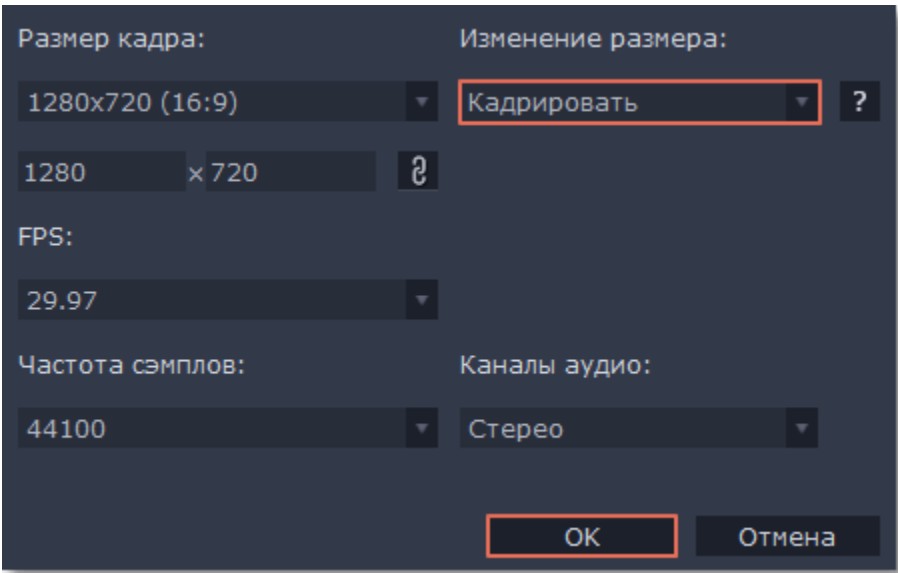 Размер кадра: Изменение размера:
1280x720 (16:9) Кадрировать ?
1280 x 720
FPS:
29.97
Частота сэмплов: Каналы аудио:
44100 Стерео
OK Отмена